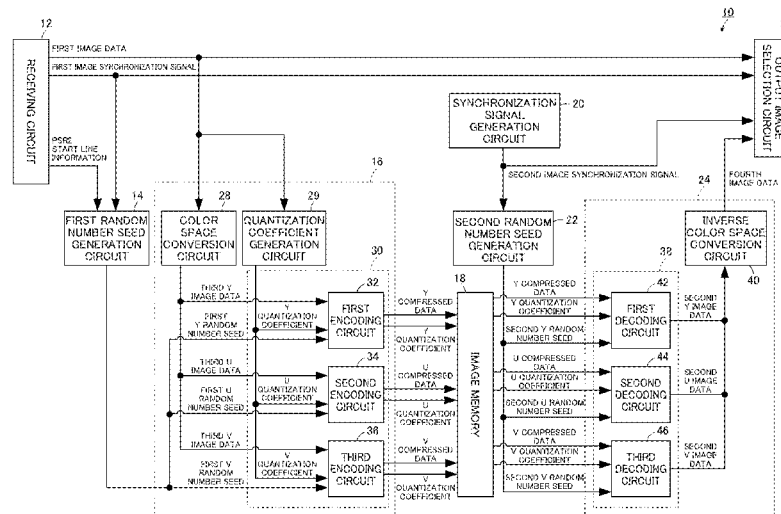 10
12
RECEIVING CIRCUIT
FIRST IMAGE DATA
FIRST IMAGE SYNCHRONIZATION SIGNAL
PSR2
START LINE
INFORMATION
OUTPUT IMAGE
SELECTION CIRCUIT
SYNCHRONIZATION
SIGNAL
GENERATION
CIRCUIT
20
SECOND IMAGE SYNCHRONIZATION SIGNAL
FOURTH
IMAGE DATA
14
FIRST RANDOM
NUMBER SEED
GENERATION
CIRCUIT
16
28
COLOR
SPACE
CONVERSION
CIRCUIT
29
QUANTIZATION
COEFFICIENT
GENERATION
CIRCUIT
22
SECOND RANDOM
NUMBER SEED
GENERATION
CIRCUIT
24
INVERSE
COLOR SPACE
CONVERSION
CIRCUIT
40
30
32
FIRST
ENCODING
CIRCUIT
THIRD Y
IMAGE DATA
FIRST
Y RANDOM
NUMBER SEED
Y
QUANTIZATION
COEFFICIENT
Y
COMPRESSED
DATA
Y
QUANTIZATION
COEFFICIENT
34
SECOND
ENCODING
CIRCUIT
THIRD U
IMAGE DATA
FIRST U
RANDOM
NUMBER SEED
U
QUANTIZATION
COEFFICIENT
U
COMPRESSED
DATA
U
QUANTIZATION
COEFFICIENT
36
THIRD
ENCODING
CIRCUIT
THIRD V
IMAGE DATA
FIRST V
RANDOM
NUMBER SEED
V
QUANTIZATION
COEFFICIENT
V
COMPRESSED
DATA
V
QUANTIZATION
COEFFICIENT
18
IMAGE MEMORY
38
Y COMPRESSED
DATA
Y QUANTIZATION
COEFFICIENT
SECOND Y RANDOM
NUMBER SEED
42
FIRST
DECODING
CIRCUIT
SECOND
Y IMAGE
DATA
U COMPRESSED
DATA
U QUANTIZATION
COEFFICIENT
SECOND U RANDOM
NUMBER SEED
44
SECOND
DECODING
CIRCUIT
SECOND
U IMAGE
DATA
V COMPRESSED
DATA
V QUANTIZATION
COEFFICIENT
SECOND V RANDOM
NUMBER SEED
46
THIRD
DECODING
CIRCUIT
SECOND
V IMAGE
DATA